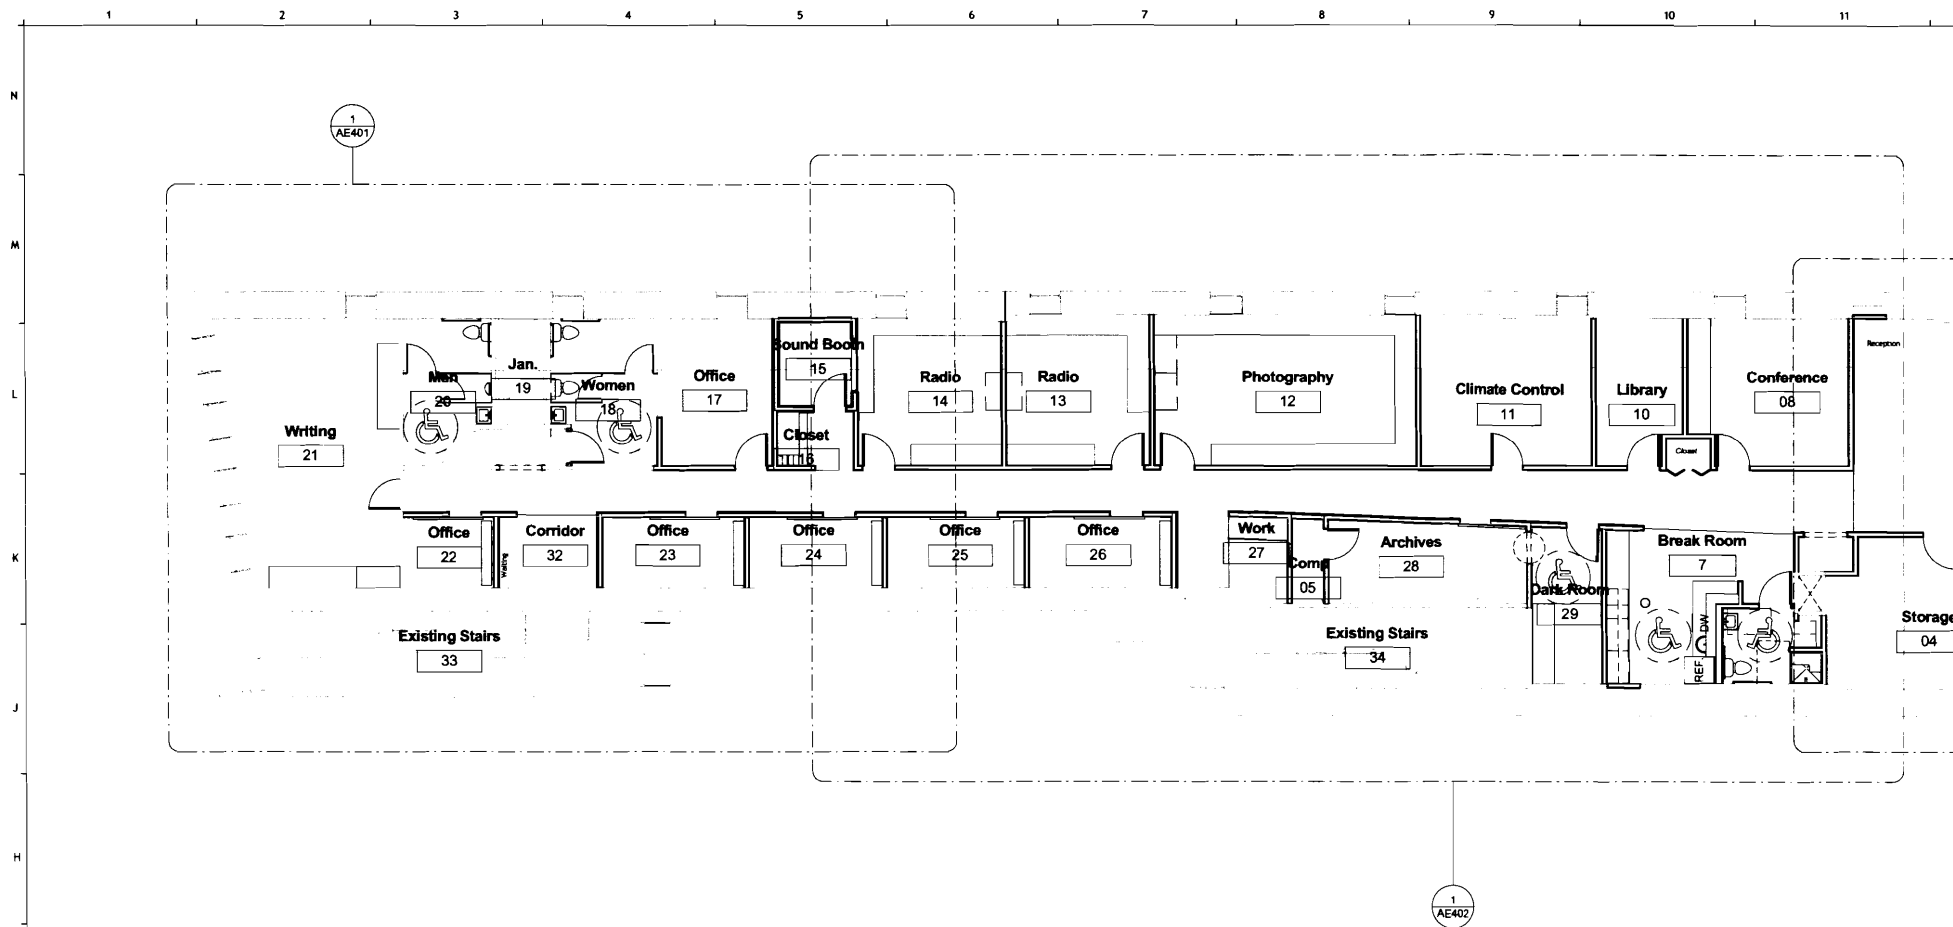 1 2 3 4 5 6 7 8 9 10 11
N
1
AE401
M
Reception
Sound Booth
15
L
Jan.
19
Men
20
Women
18
Office
17
Radio
14
Radio
13
Photography
12
Climate Control
11
Library
10
Conference
08
Writing
21
Closet
16
Closet
K
Office
22
Waiting
Corridor
32
Office
23
Office
24
Office
25
Office
26
Work
27
Comp
05
Archives
28
Dark Room
29
Break Room
7
DW
REF.
Storage
04
Existing Stairs
33
Existing Stairs
34
J
H
1
AE402